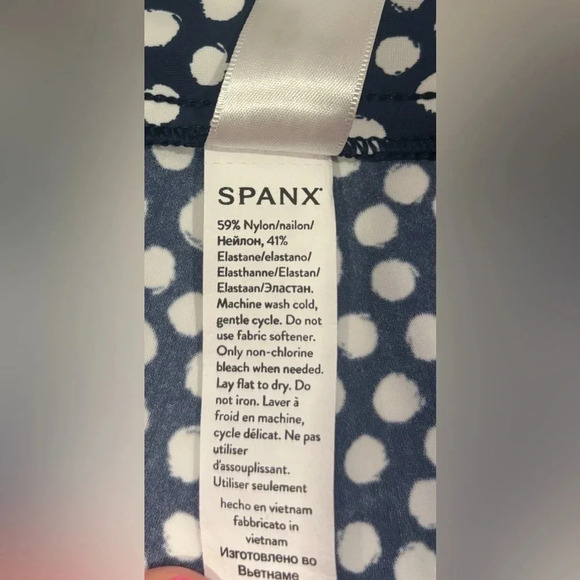 SPANX®
59% Nylon/nailon/
Нейлон, 41%
Elastane/elastano/
Elasthanne/Elastan/
Elastaan/Эластан.
Machine wash cold,
gentle cycle. Do not
use fabric softener.
Only non-chlorine
bleach when needed.
Lay flat to dry. Do
not iron. Laver à
froid en machine,
cycle délicat. Ne pas
utiliser
d'assouplissant.
Utiliser seulement
hecho en vietnam
fabbricato in
vietnam
Изготовлено во
Вьетнаме